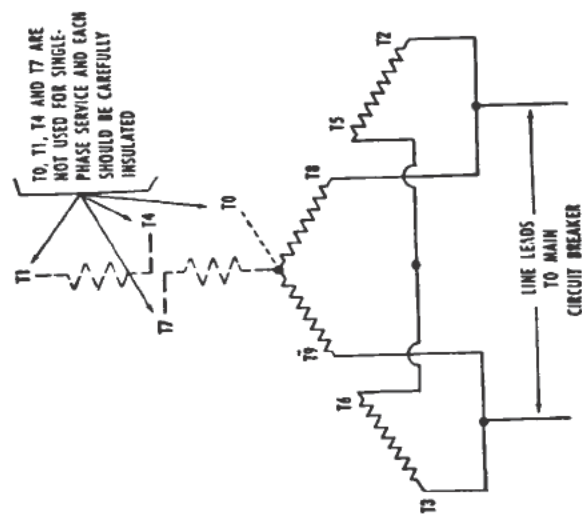 T0, T1, T4 AND T7 ARE
NOT USED FOR SINGLE-
PHASE SERVICE AND EACH
SHOULD BE CAREFULLY
INSULATED
T1
T4
T7
T0
T9
T8
T6
T5
T3
T2
LINE LEADS
TO MAIN
CIRCUIT BREAKER